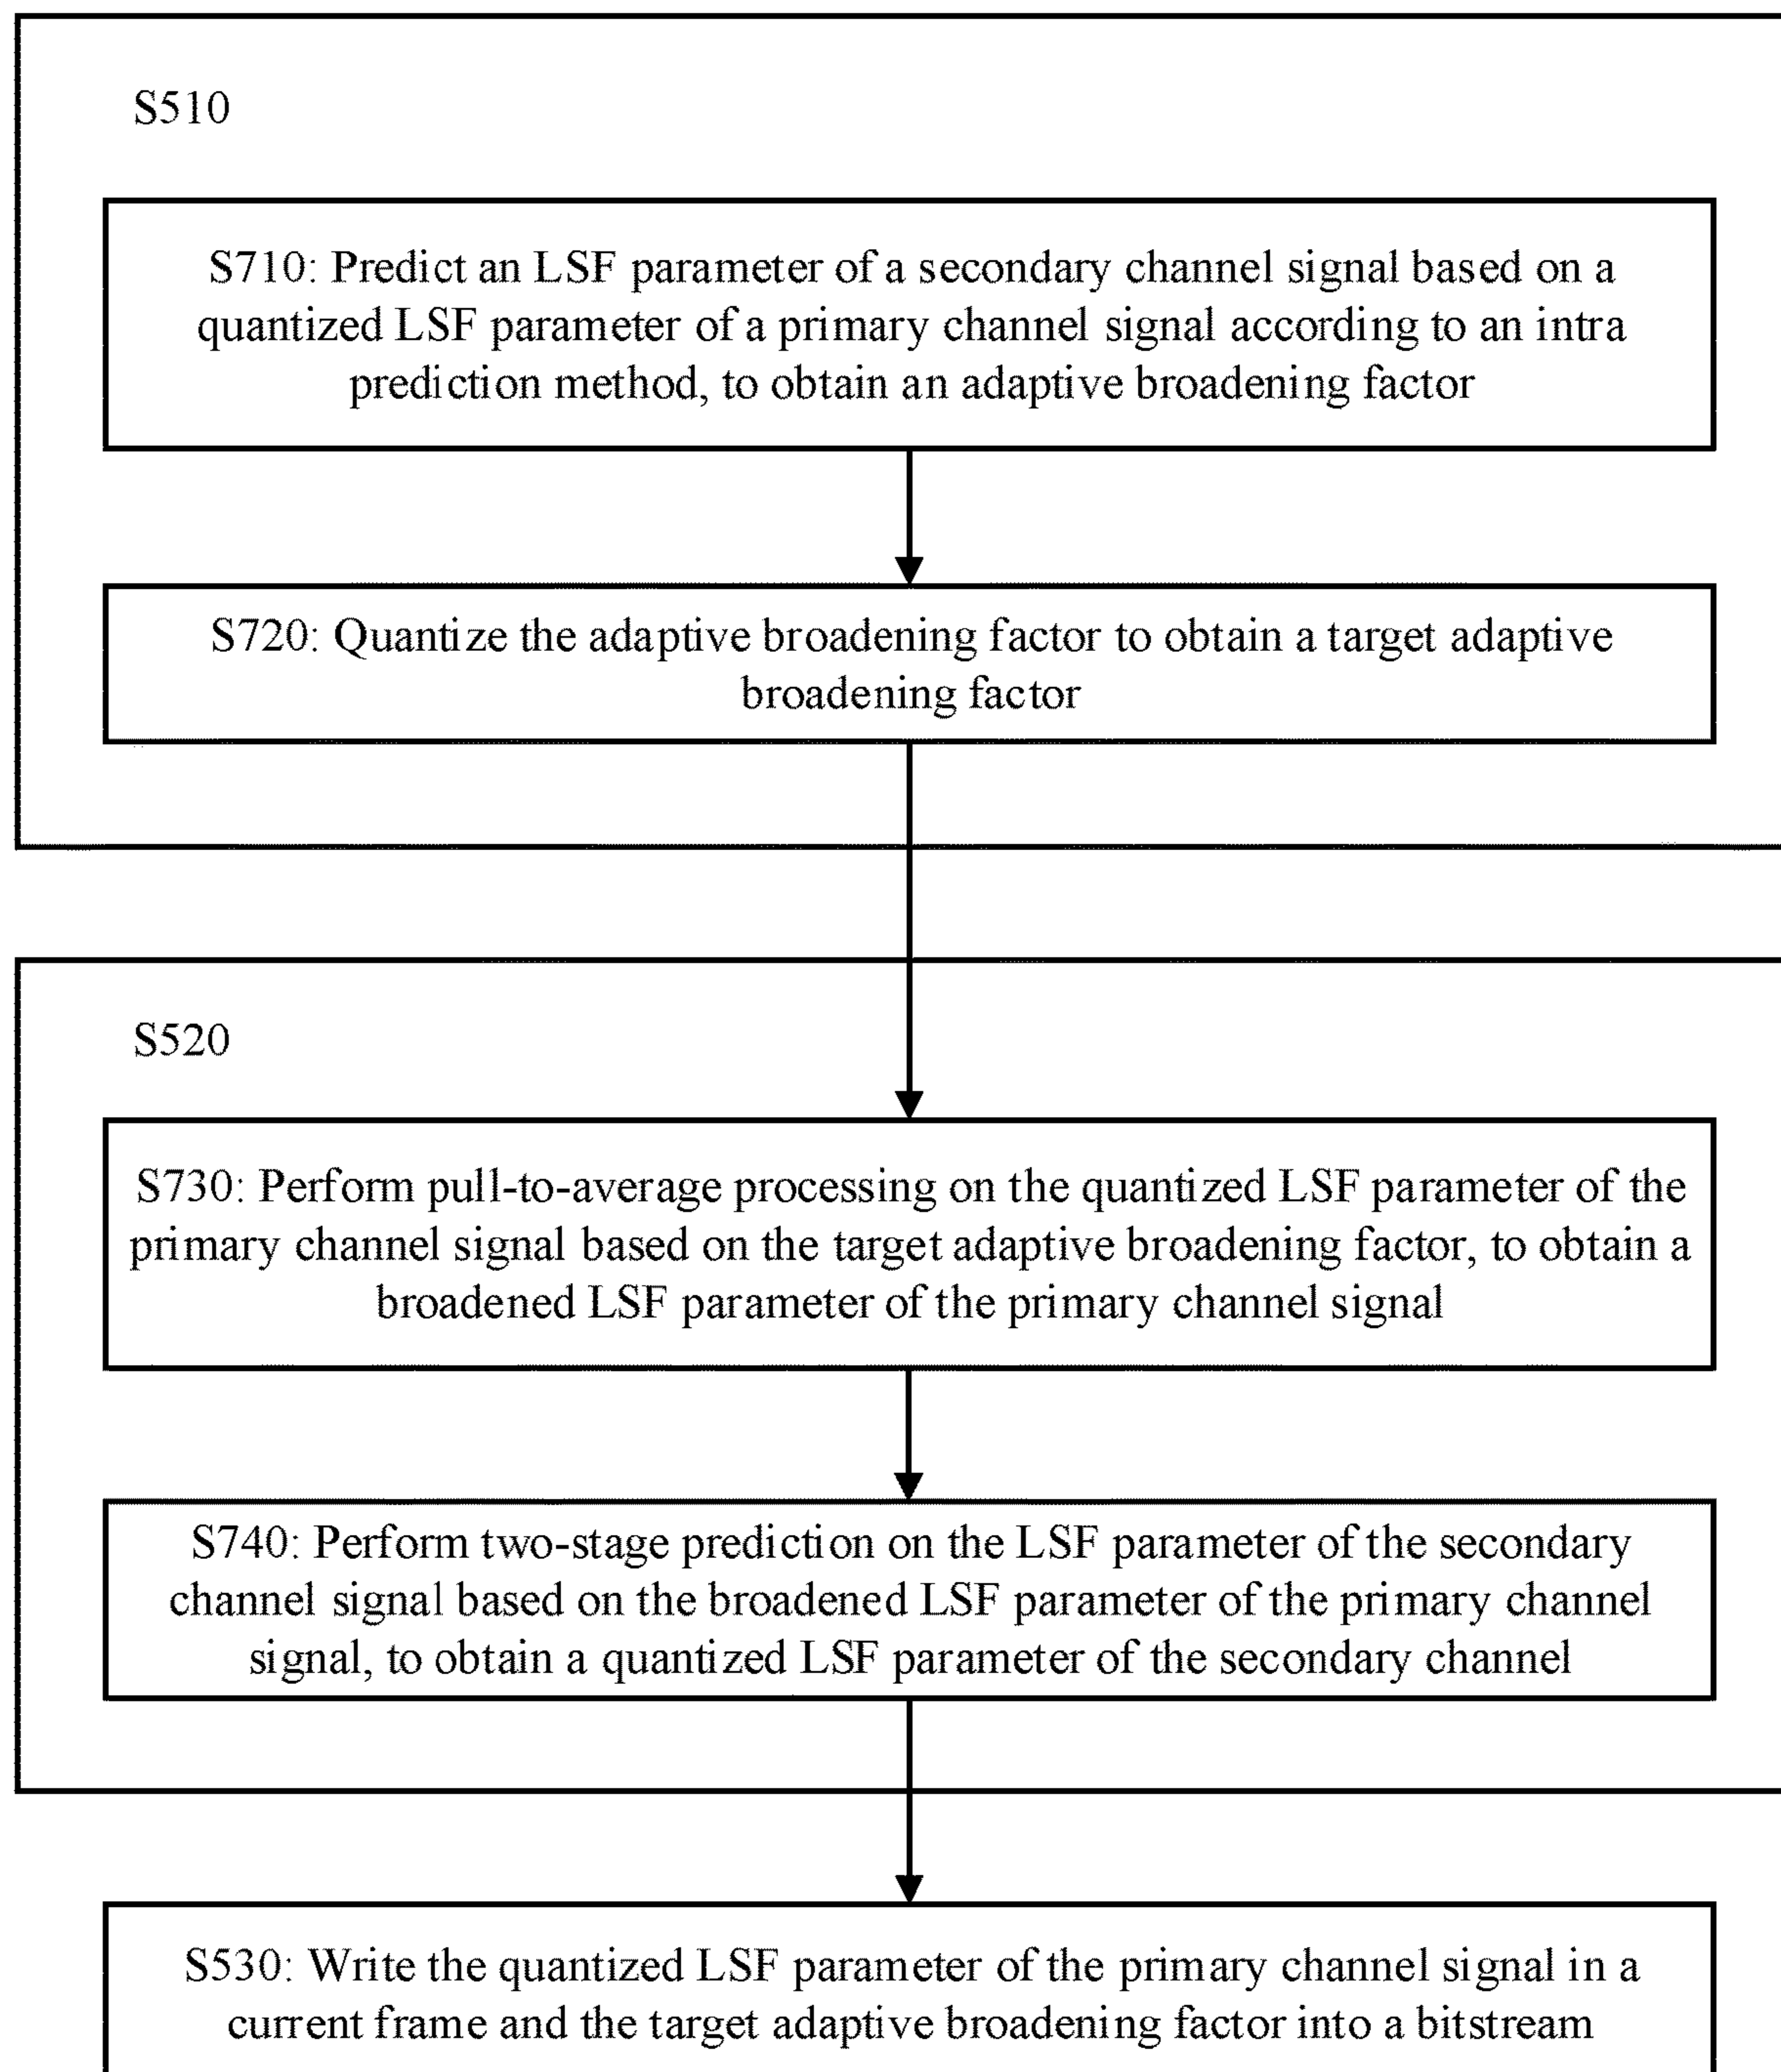 S510
S710: Predict an LSF parameter of a secondary channel signal based on a
quantized LSF parameter of a primary channel signal according to an intra
prediction method, to obtain an adaptive broadening factor
S720: Quantize the adaptive broadening factor to obtain a target adaptive
broadening factor
S520
S730: Perform pull-to-average processing on the quantized LSF parameter of the
primary channel signal based on the target adaptive broadening factor, to obtain a
broadened LSF parameter of the primary channel signal
S740: Perform two-stage prediction on the LSF parameter of the secondary
channel signal based on the broadened LSF parameter of the primary channel
signal, to obtain a quantized LSF parameter of the secondary channel
S530: Write the quantized LSF parameter of the primary channel signal in a
current frame and the target adaptive broadening factor into a bitstream